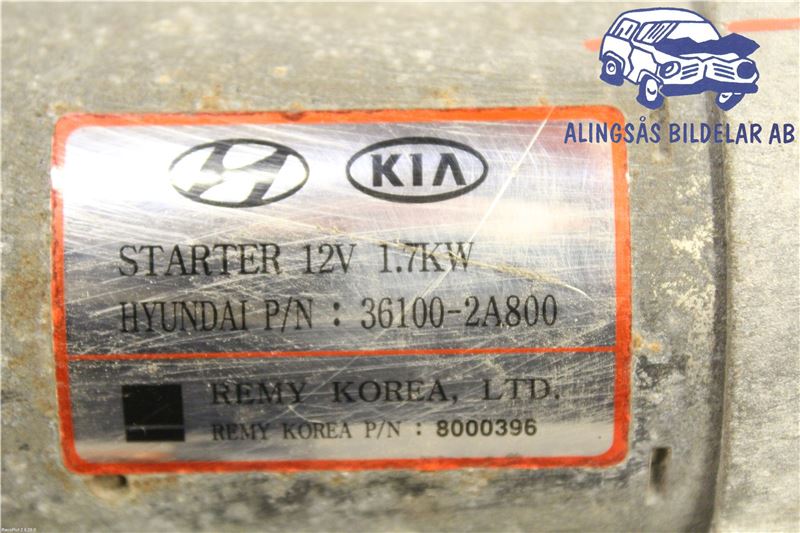 ALINGSÅS BILDELAR AB
KIA
STARTER 12V 1.7KW
HYUNDAI P/N : 36100-2A800
REMY KOREA, LTD.
REMY KOREA P/N : 8000396